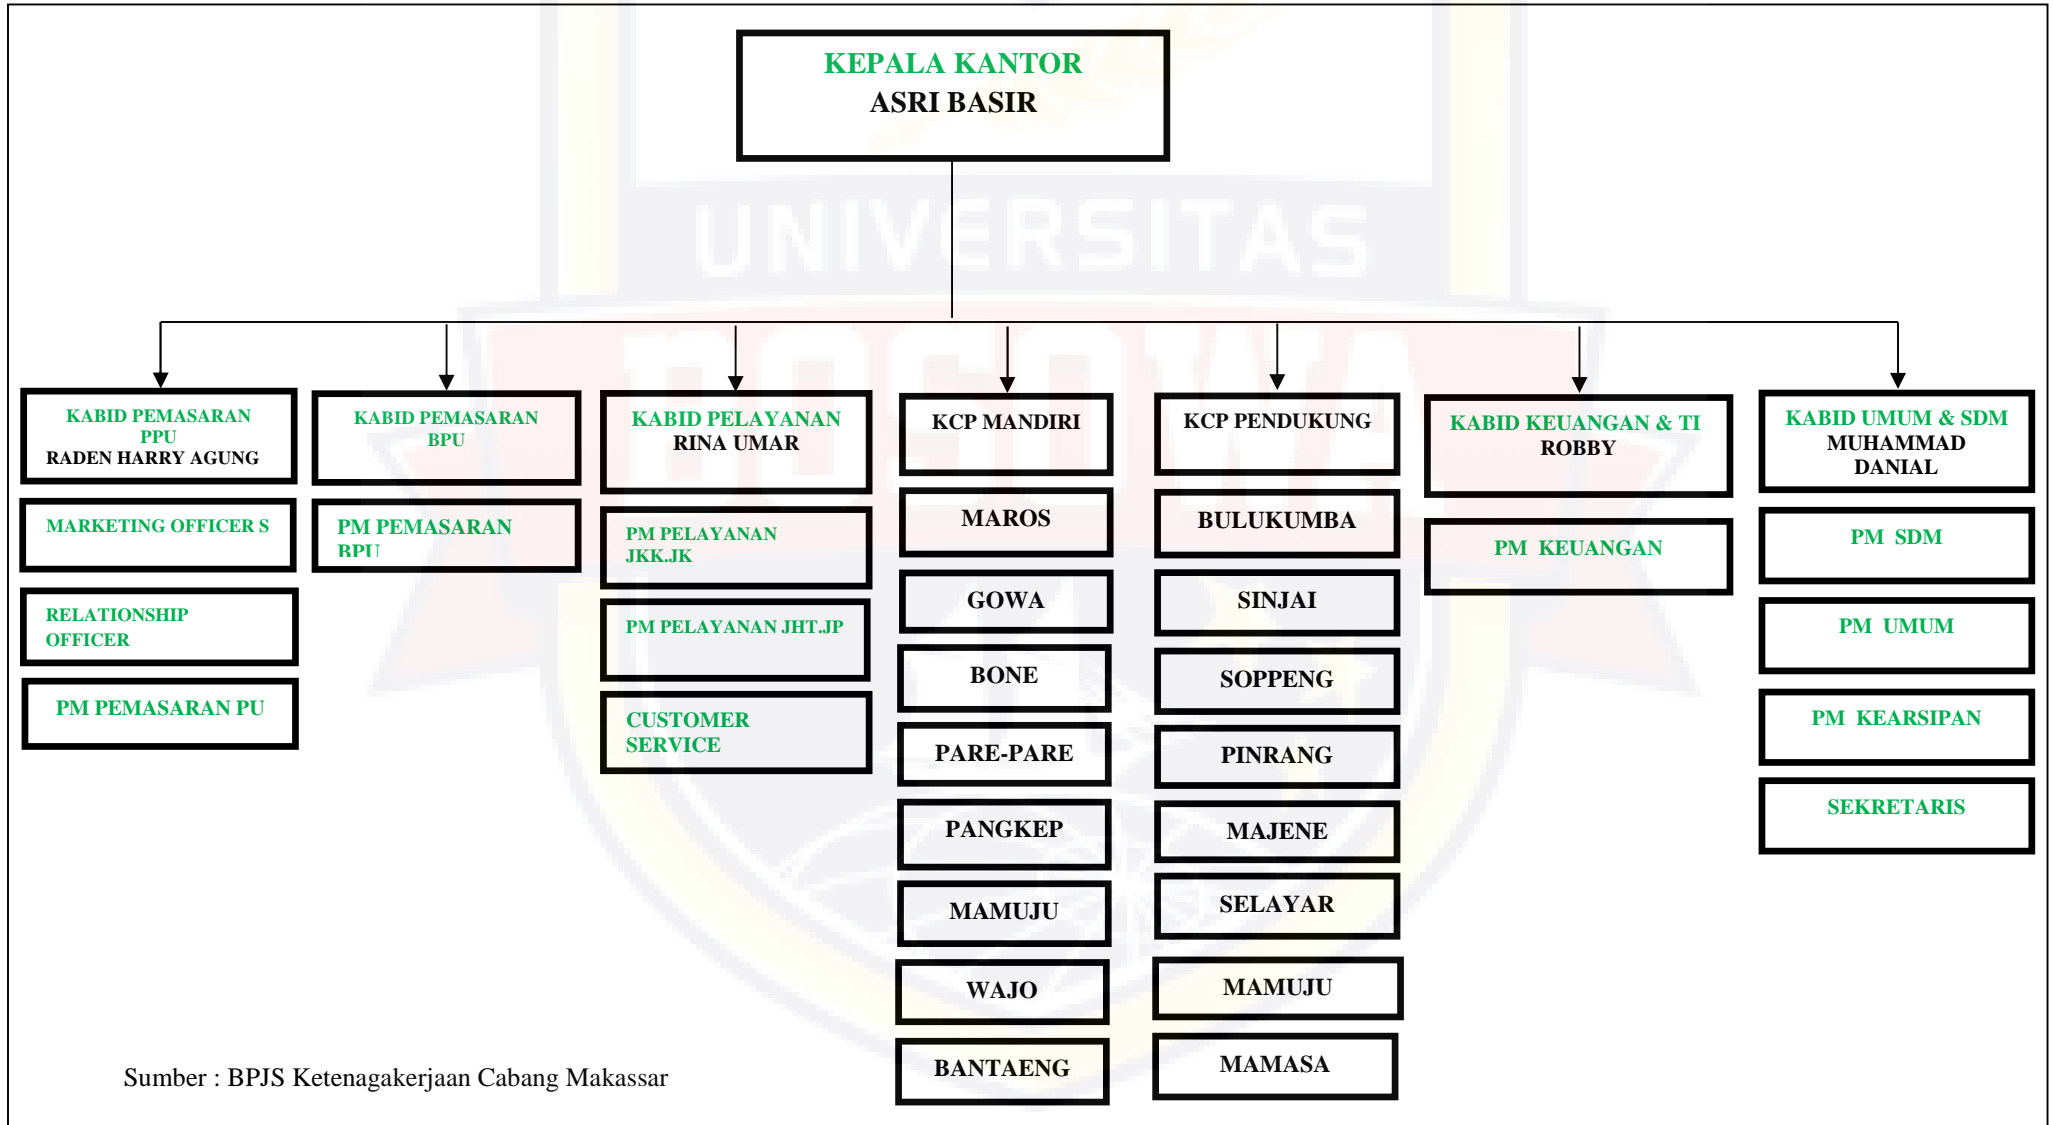 KEPALA KANTOR
ASRI BASIR
UNIVERSITAS
BOSOWA
KABID PEMASARAN
PPU
RADEN HARRY AGUNG
MARKETING OFFICER S
RELATIONSHIP
OFFICER
PM PEMASARAN PU
KABID PEMASARAN
BPU
PM PEMASARAN
BPU
KABID PELAYANAN
RINA UMAR
PM PELAYANAN
JKK.JK
PM PELAYANAN JHT.JP
CUSTOMER
SERVICE
KCP MANDIRI
MAROS
GOWA
BONE
PARE-PARE
PANGKEP
MAMUJU
WAJO
BANTAENG
KCP PENDUKUNG
BULUKUMBA
SINJAI
SOPPENG
PINRANG
MAJENE
SELAYAR
MAMUJU
MAMASA
KABID KEUANGAN & TI
ROBBY
PM KEUANGAN
KABID UMUM & SDM
MUHAMMAD
DANIAL
PM SDM
PM UMUM
PM KEARSIPAN
SEKRETARIS
Sumber : BPJS Ketenagakerjaan Cabang Makassar